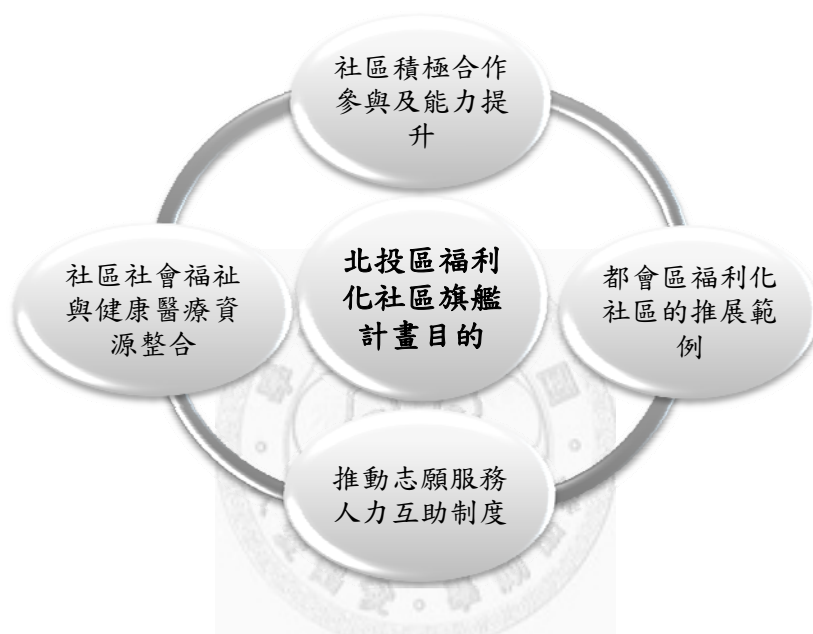 社區積極合作
參與及能力提
升
社區社會福祉
與健康醫療資
源整合
北投區福利
化社區旗艦
計畫目的
都會區福利化
社區的推展範
例
推動志願服務
人力互助制度